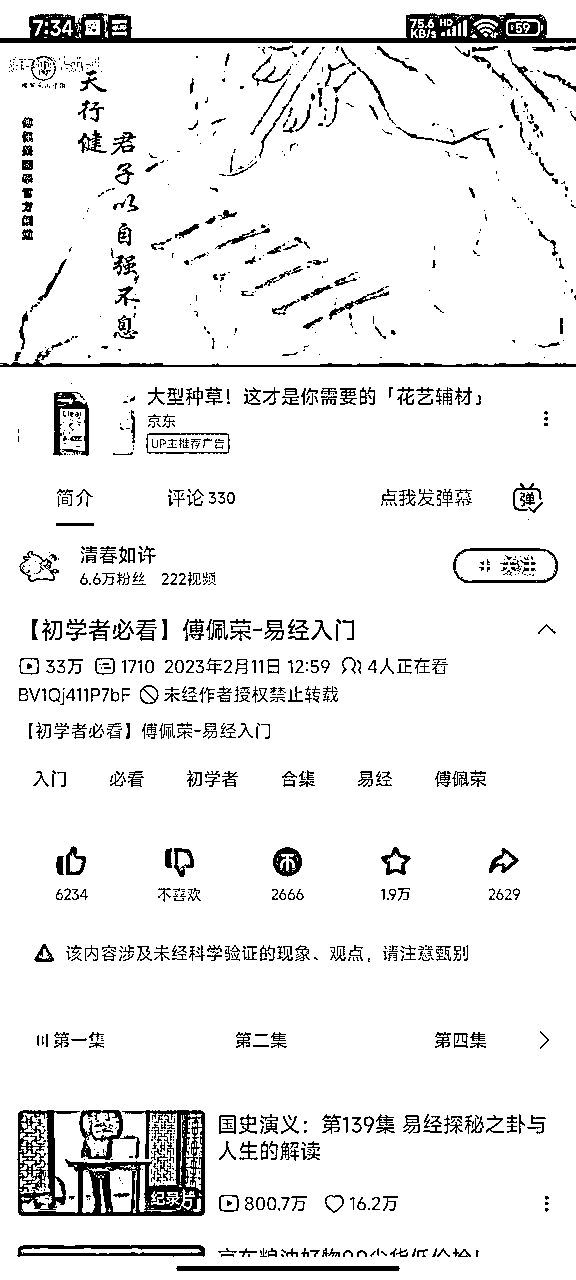 7:34
75.6 KB/s HD 59
天行健
君子以自强不息
大型种草！这才是你需要的「花艺辅材」
京东
UP主推荐广告
简介 评论 330 点我发弹幕 弹
清春如许
6.6万粉丝 222视频
关注
【初学者必看】傅佩荣-易经入门
33万 1710 2023年2月11日 12:59 4人正在看
BV1Qj411P7bF 未经作者授权禁止转载
【初学者必看】傅佩荣-易经入门
入门 必看 初学者 合集 易经 傅佩荣
6234 不喜欢 2666 1.9万 2629
该内容涉及未经科学验证的现象、观点，请注意甄别
第一集 第二集 第四集
国史演义：第139集 易经探秘之卦与
人生的解读
纪录片
800.7万 16.2万